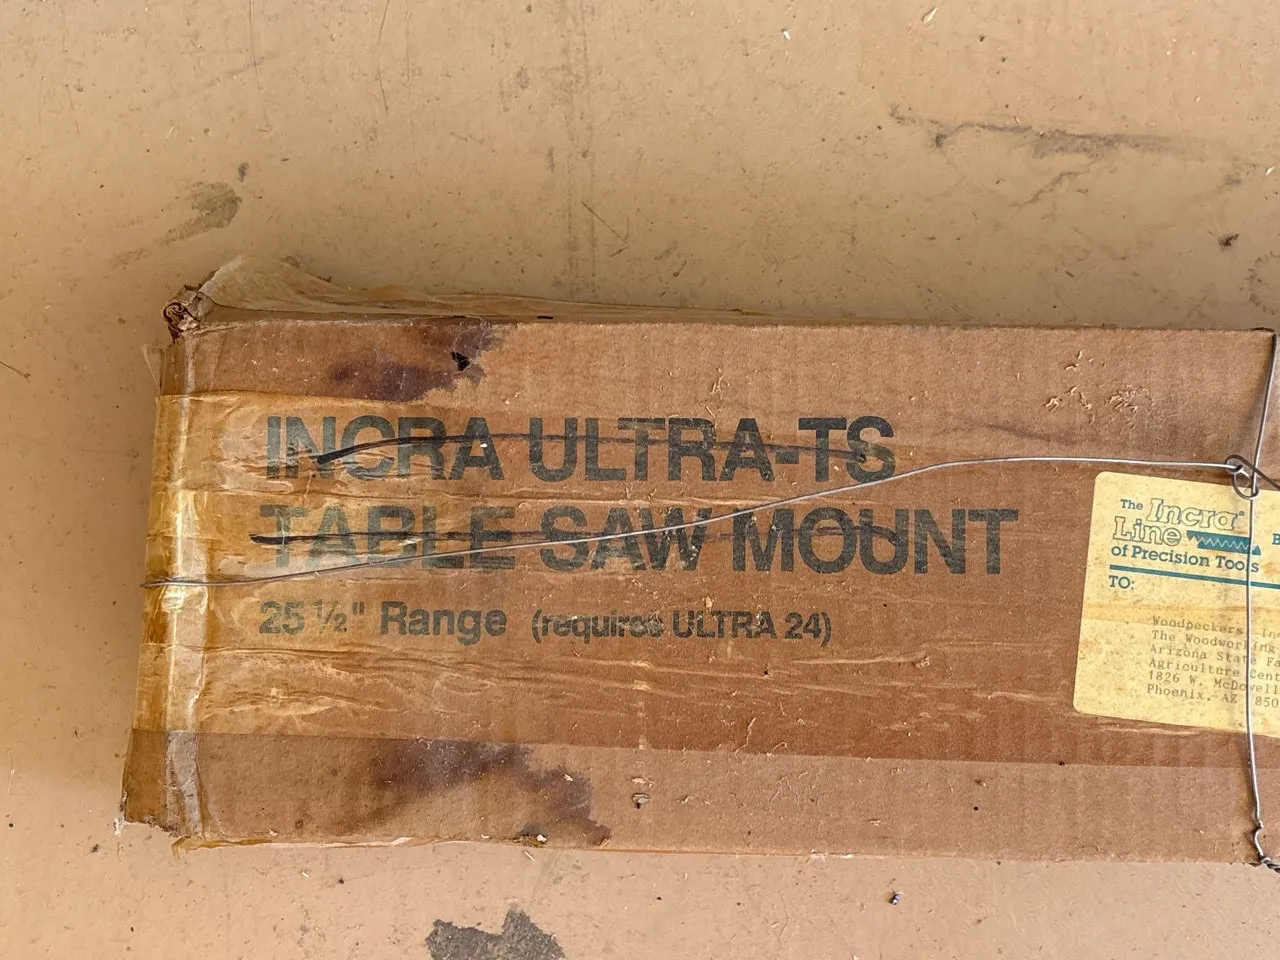 INCRA ULTRA-TS
TABLE SAW MOUNT
25 ½" Range (requires ULTRA 24)
The Incra®
Line
of Precision Tools
B
TO:
Woodpeckers, In
The Woodworking
Arizona State Fa
Agriculture Cent
1826 W. McDowell
Phoenix, AZ 850